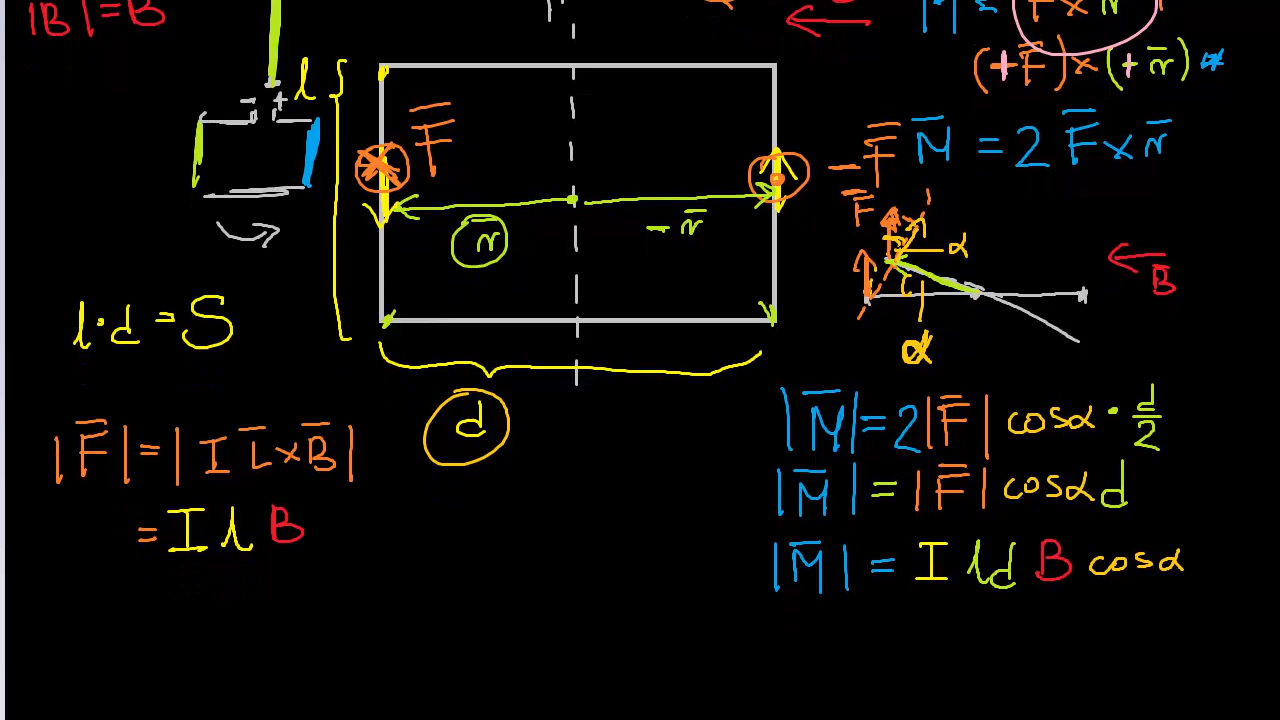 |B|=B
F × r
(+F̅)×(+r̅)
l
- +
F̅
-F̅
M̅ = 2 F̅×r̅
r̅
-r̅
F̅
α
B̅
l·d = S
α
d
|M̅|=2|F̅| cosα · d/2
|F̅|=| I L̅×B̅|
|M̅| = |F̅| cosα d
= I l B
|M̅| = I l d B cosα